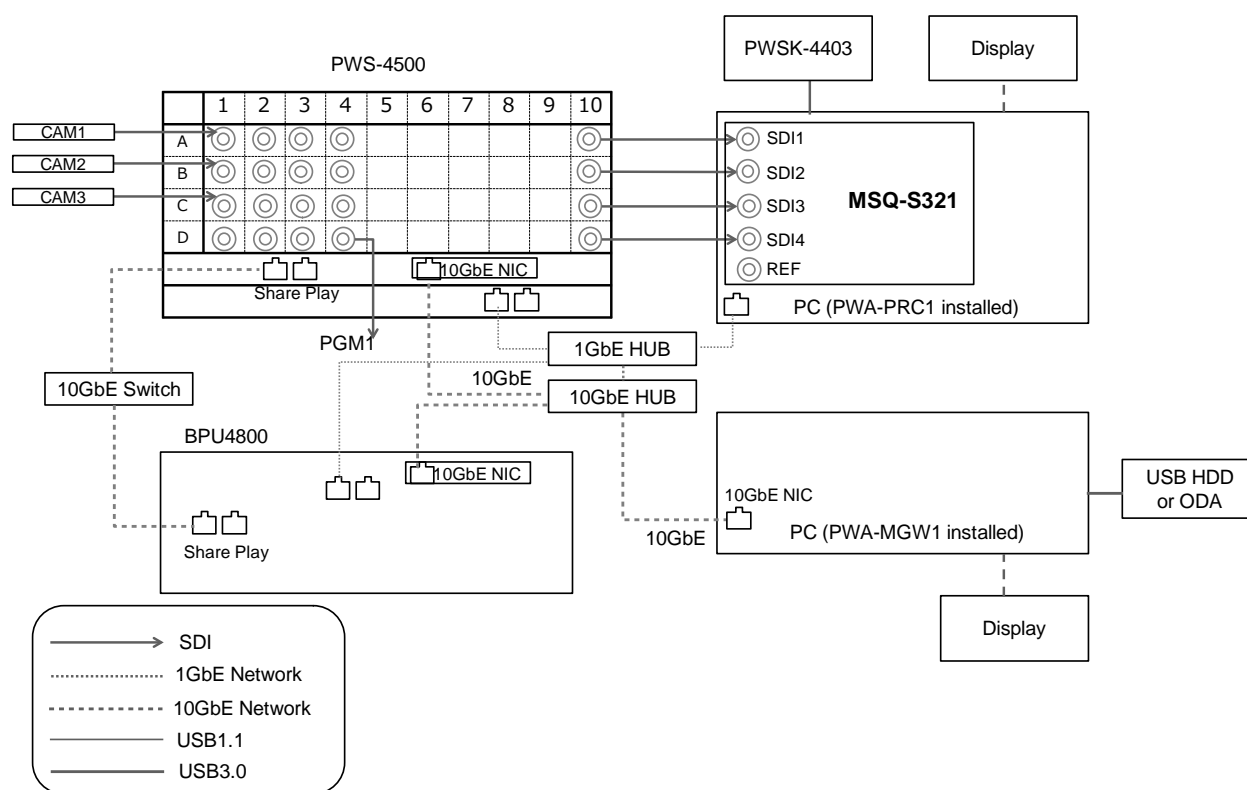 PWS-4500
1 2 3 4 5 6 7 8 9 10
A
B
C
D
CAM1
CAM2
CAM3
Share Play
10GbE NIC
PGM1
PWSK-4403
Display
SDI1
SDI2
SDI3
SDI4
REF
MSQ-S321
PC (PWA-PRC1 installed)
1GbE HUB
10GbE
10GbE HUB
10GbE Switch
BPU4800
10GbE NIC
Share Play
10GbE NIC
10GbE
PC (PWA-MGW1 installed)
USB HDD
or ODA
Display
SDI
1GbE Network
10GbE Network
USB1.1
USB3.0